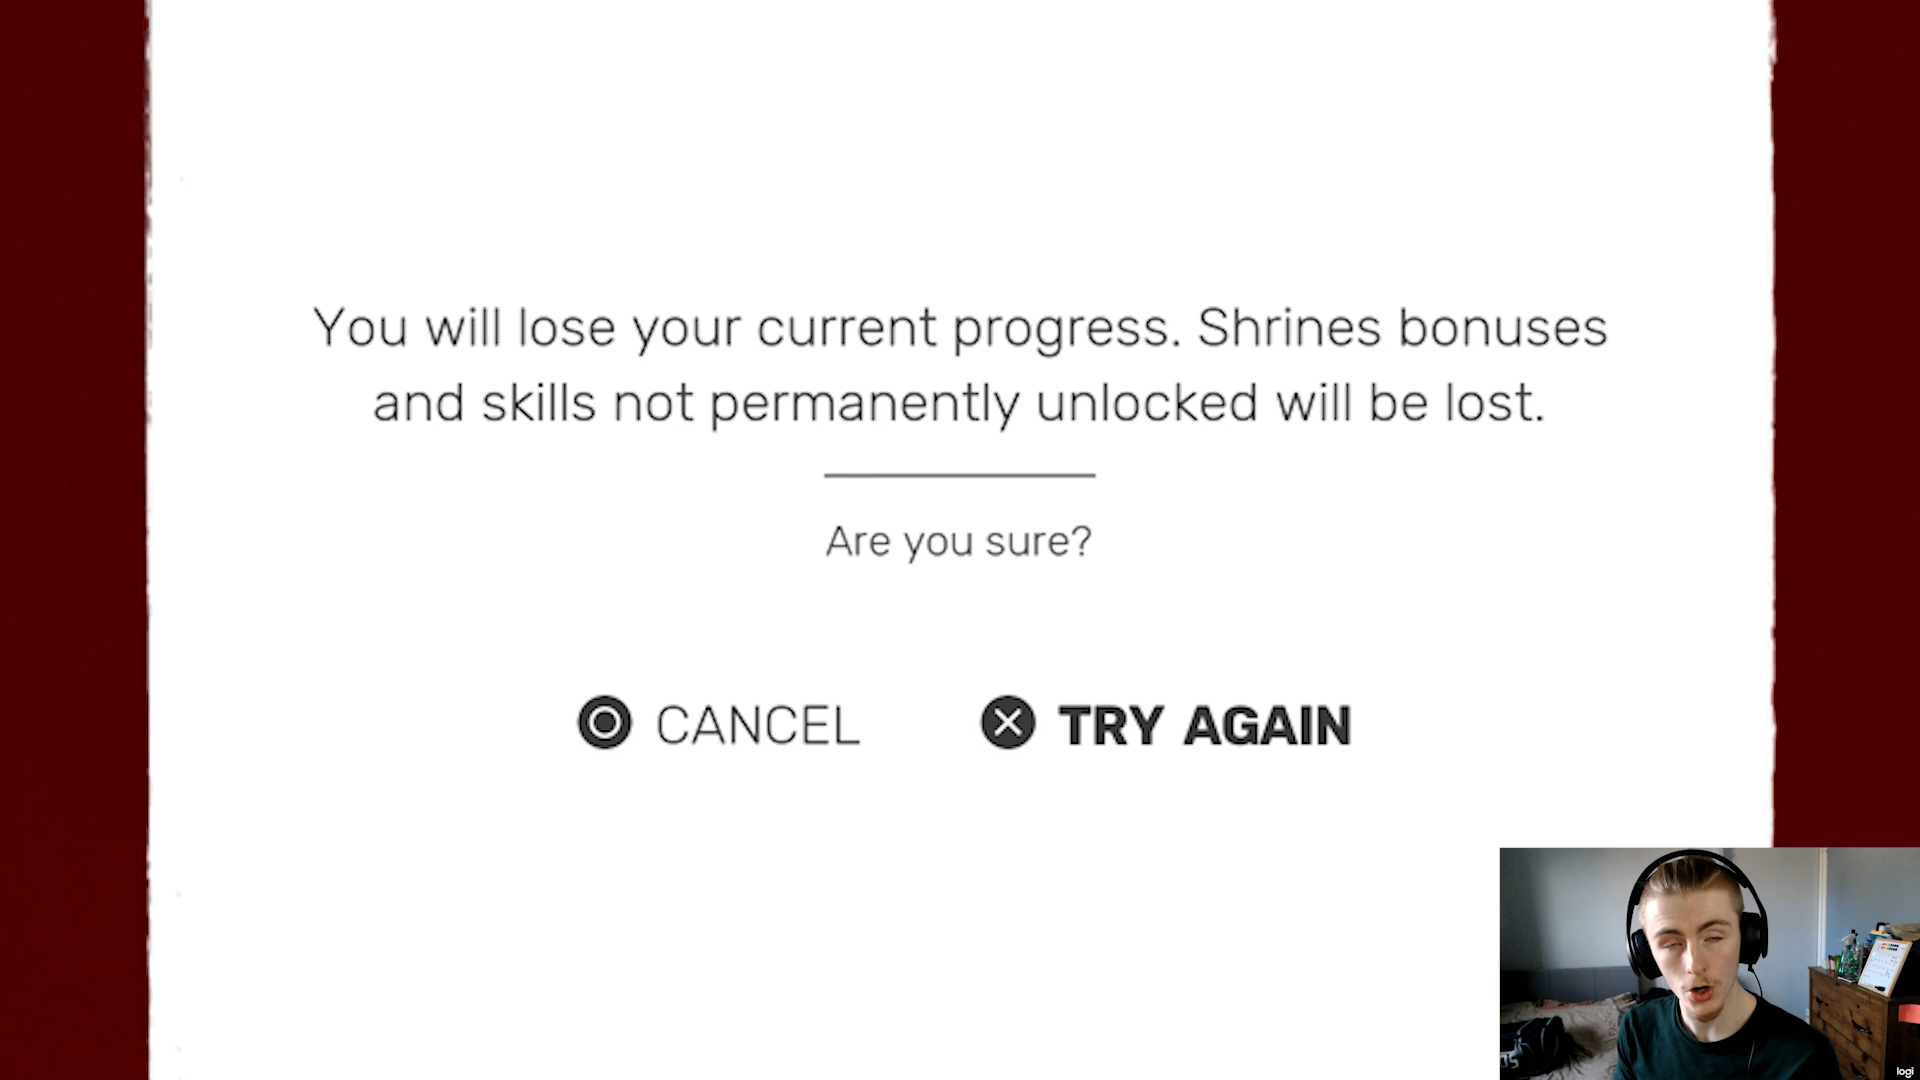 You will lose your current progress. Shrines bonuses
and skills not permanently unlocked will be lost.
Are you sure?
CANCEL
TRY AGAIN
logi